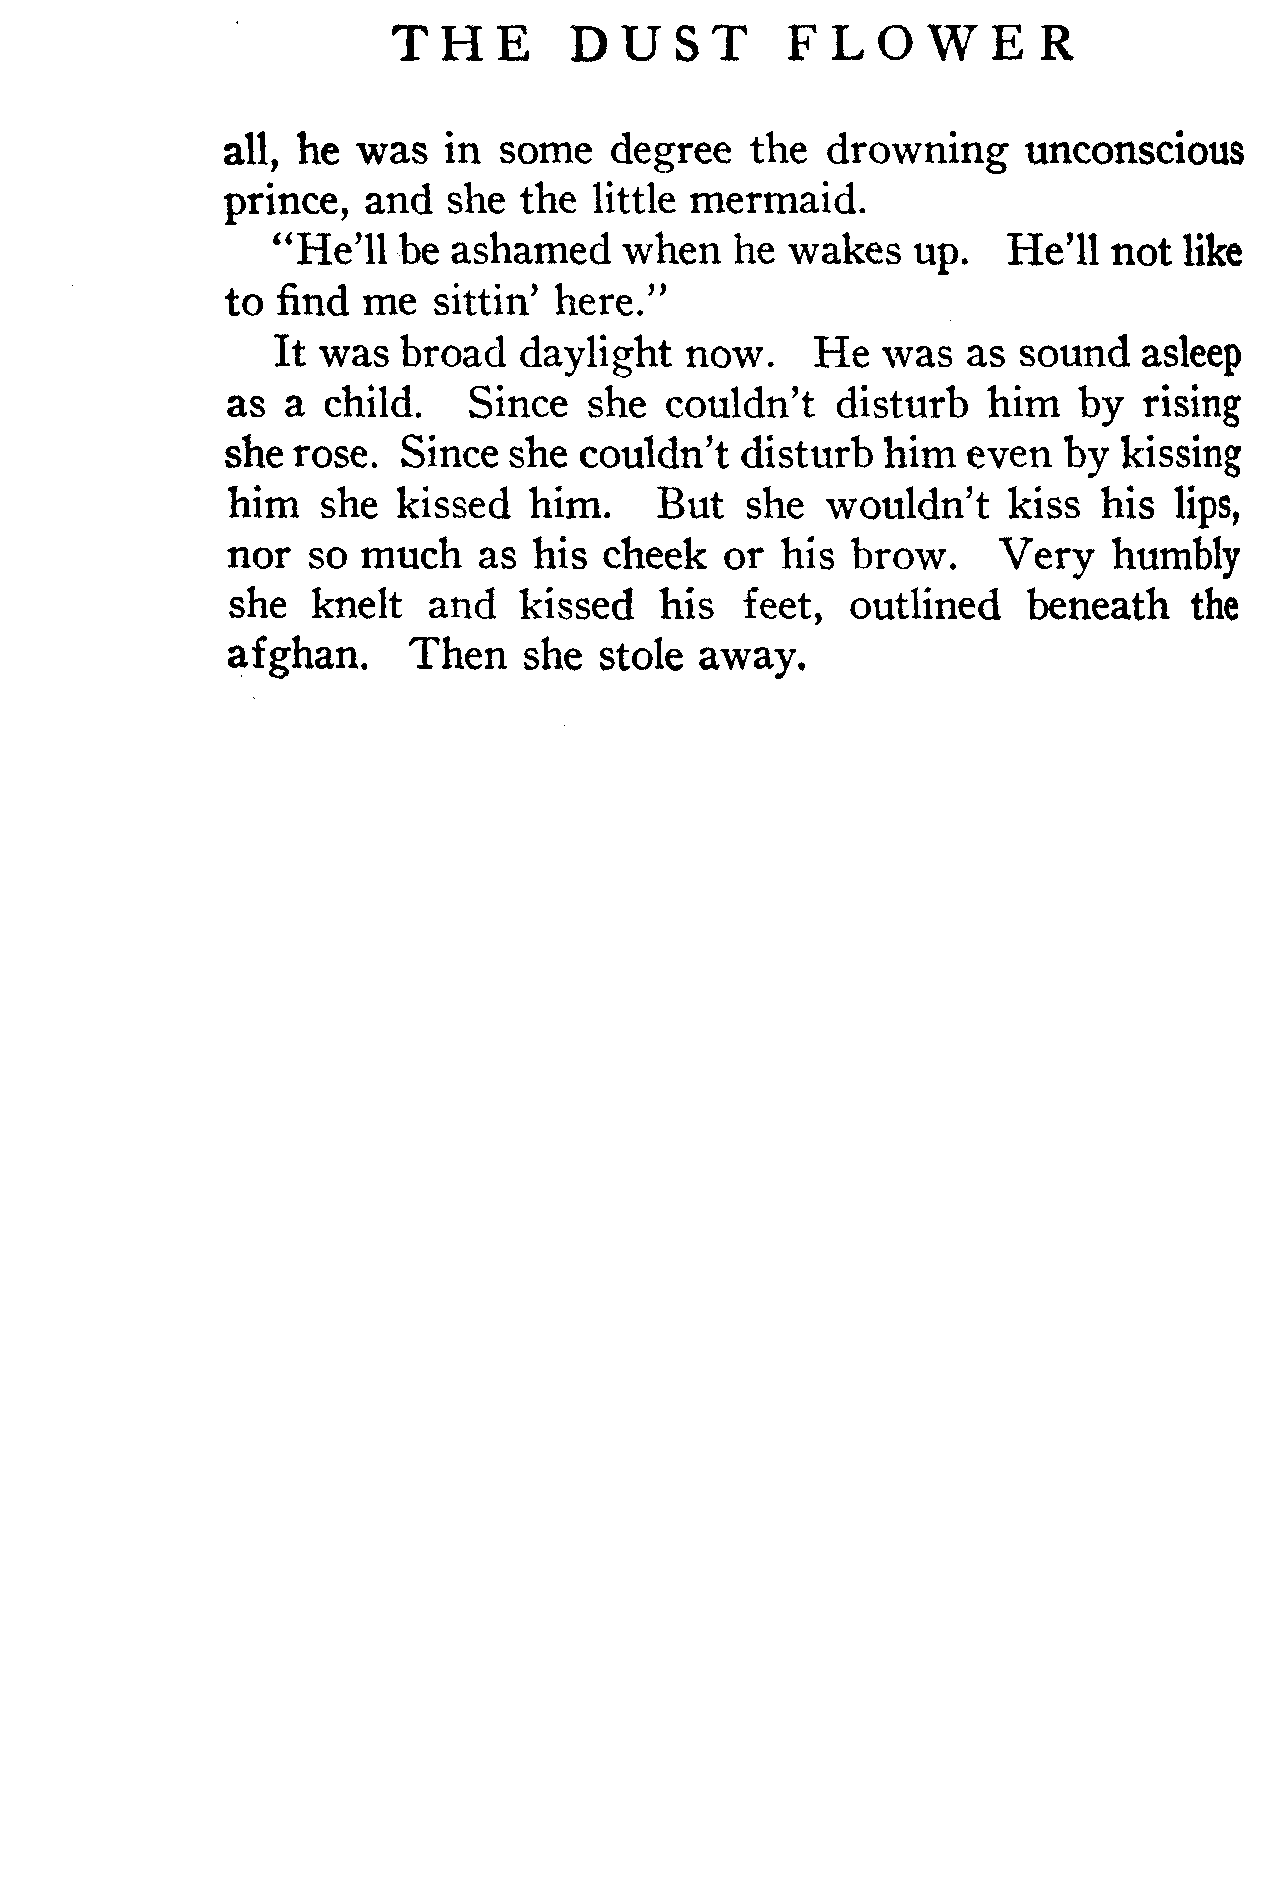 THE DUST FLOWER
all, he was in some degree the drowning unconscious
prince, and she the little mermaid.
"He'll be ashamed when he wakes up. He'll not like
to find me sittin' here."
It was broad daylight now. He was as sound asleep
as a child. Since she couldn't disturb him by rising
she rose. Since she couldn't disturb him even by kissing
him she kissed him. But she wouldn't kiss his lips,
nor so much as his cheek or his brow. Very humbly
she knelt and kissed his feet, outlined beneath the
afghan. Then she stole away.